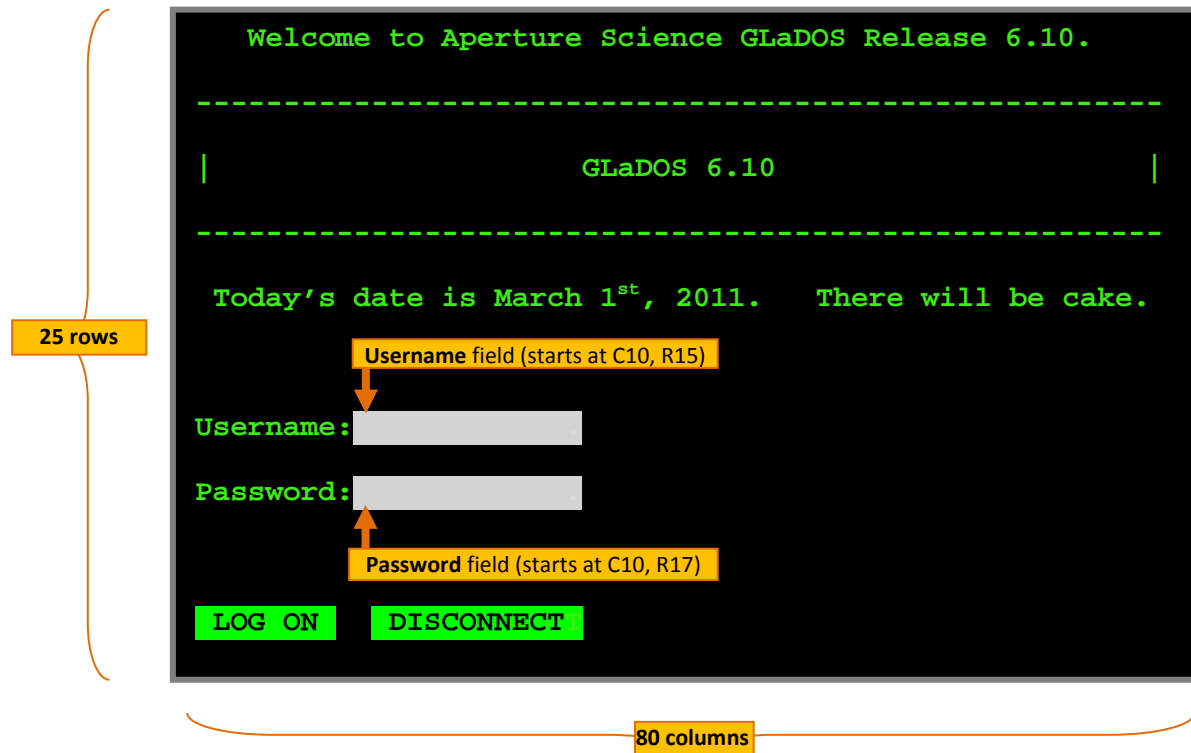 Welcome to Aperture Science GLaDOS Release 6.10.
-------------------------------------------------------
| GLaDOS 6.10 |
-------------------------------------------------------
Today’s date is March 1st, 2011. There will be cake.
25 rows
Username field (starts at C10, R15)
Username:
Password:
Password field (starts at C10, R17)
LOG ON DISCONNECT
80 columns